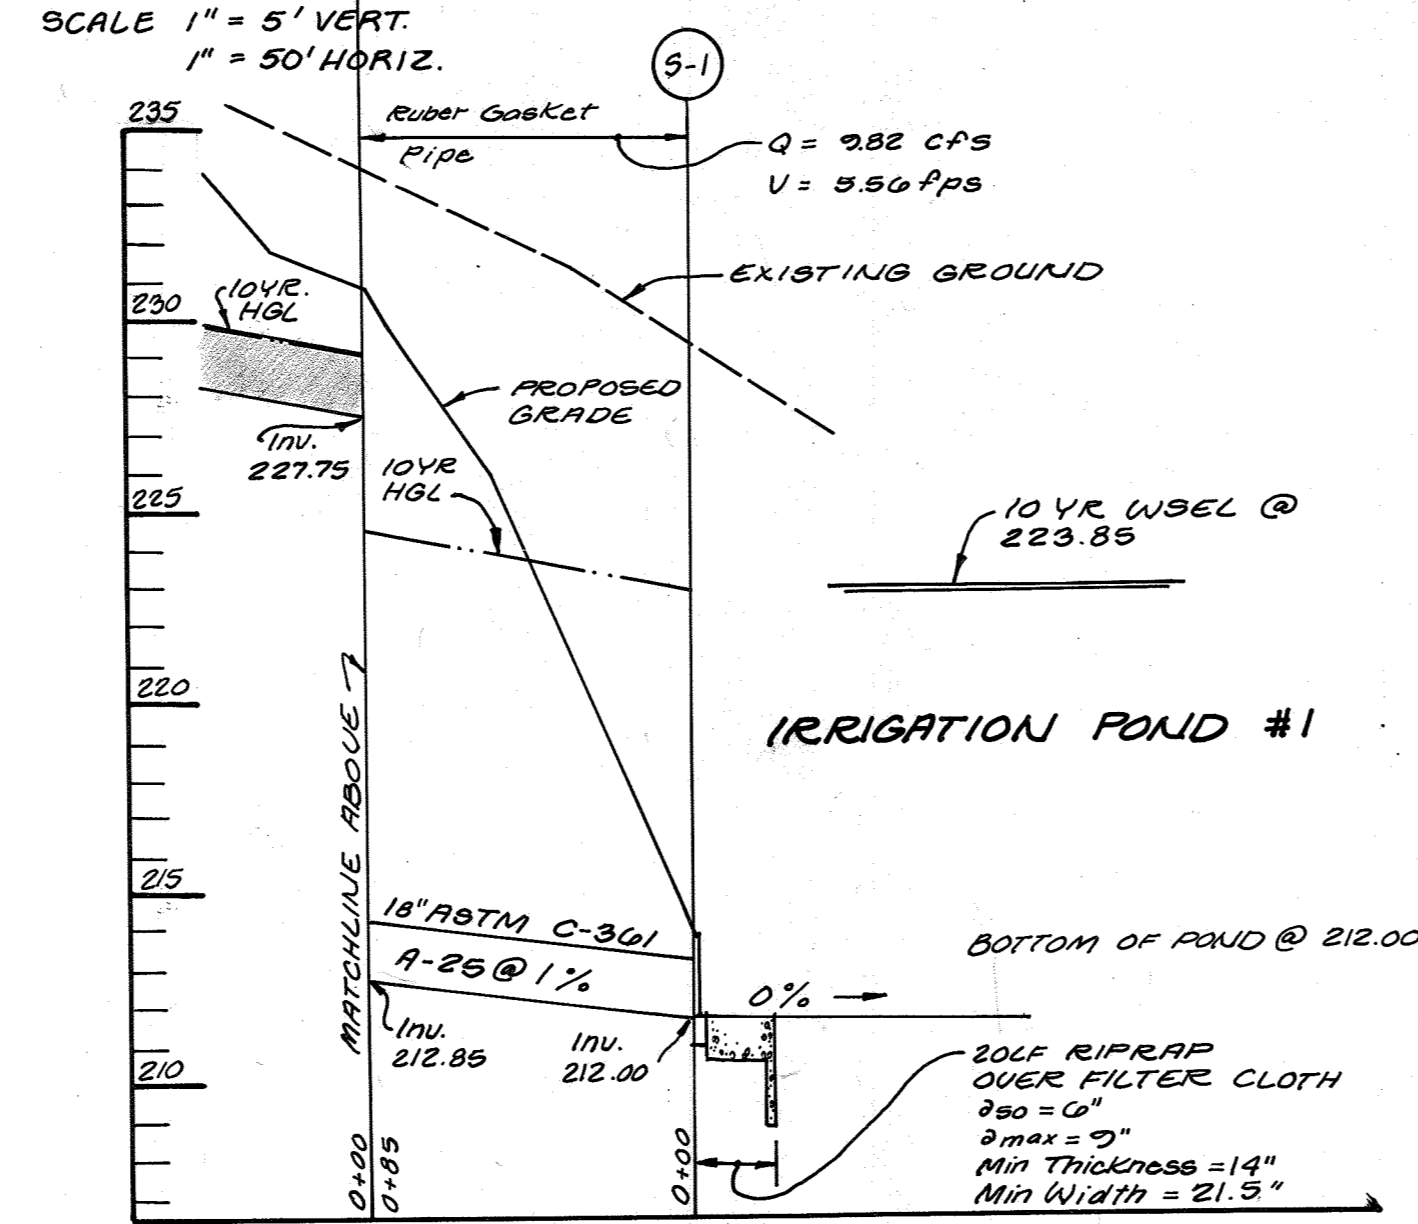 SCALE 1" = 5' VERT.
1" = 50' HORIZ.
S-1
235
Ruber Gasket
Pipe
Q = 9.82 cfs
V = 5.56 fps
EXISTING GROUND
10YR.
HGL
230
PROPOSED
GRADE
Inv.
227.75
10YR
HGL
225
10 YR WSEL @
223.85
220
IRRIGATION POND #1
MATCHLINE ABOVE
215
18" ASTM C-361
A-25 @ 1%
BOTTOM OF POND @ 212.00
0%
Inv.
212.85
Inv.
212.00
210
20LF RIPRAP
OVER FILTER CLOTH
d50 = 6"
dmax = 9"
Min Thickness = 14"
Min Width = 21.5"
0+00
0+85
0+00